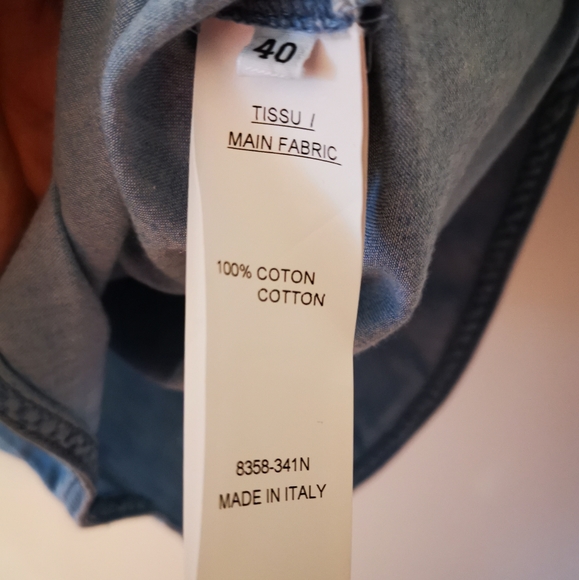 40
TISSU /
MAIN FABRIC
100% COTON
COTTON
8358-341N
MADE IN ITALY